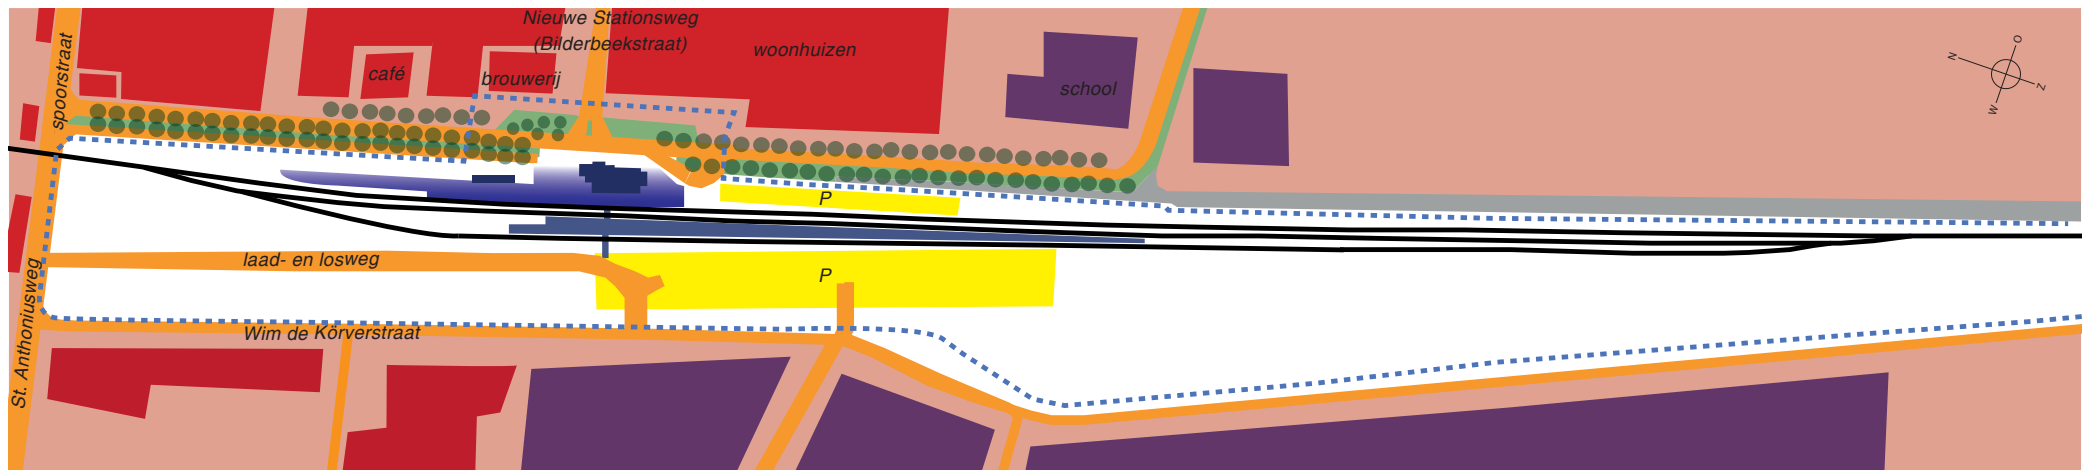 Nieuwe Stationsweg
(Bilderbeekstraat)
woonhuizen
café
brouwerij
school
spoorstraat
N
O
Z
W
P
laad- en losweg
P
St. Anthoniusweg
Wim de Körverstraat